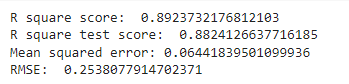 R square score:  0.8923732176812103
R square test score:  0.8824126637716185
Mean squared error: 0.06441839501099936
RMSE:  0.2538077914702371